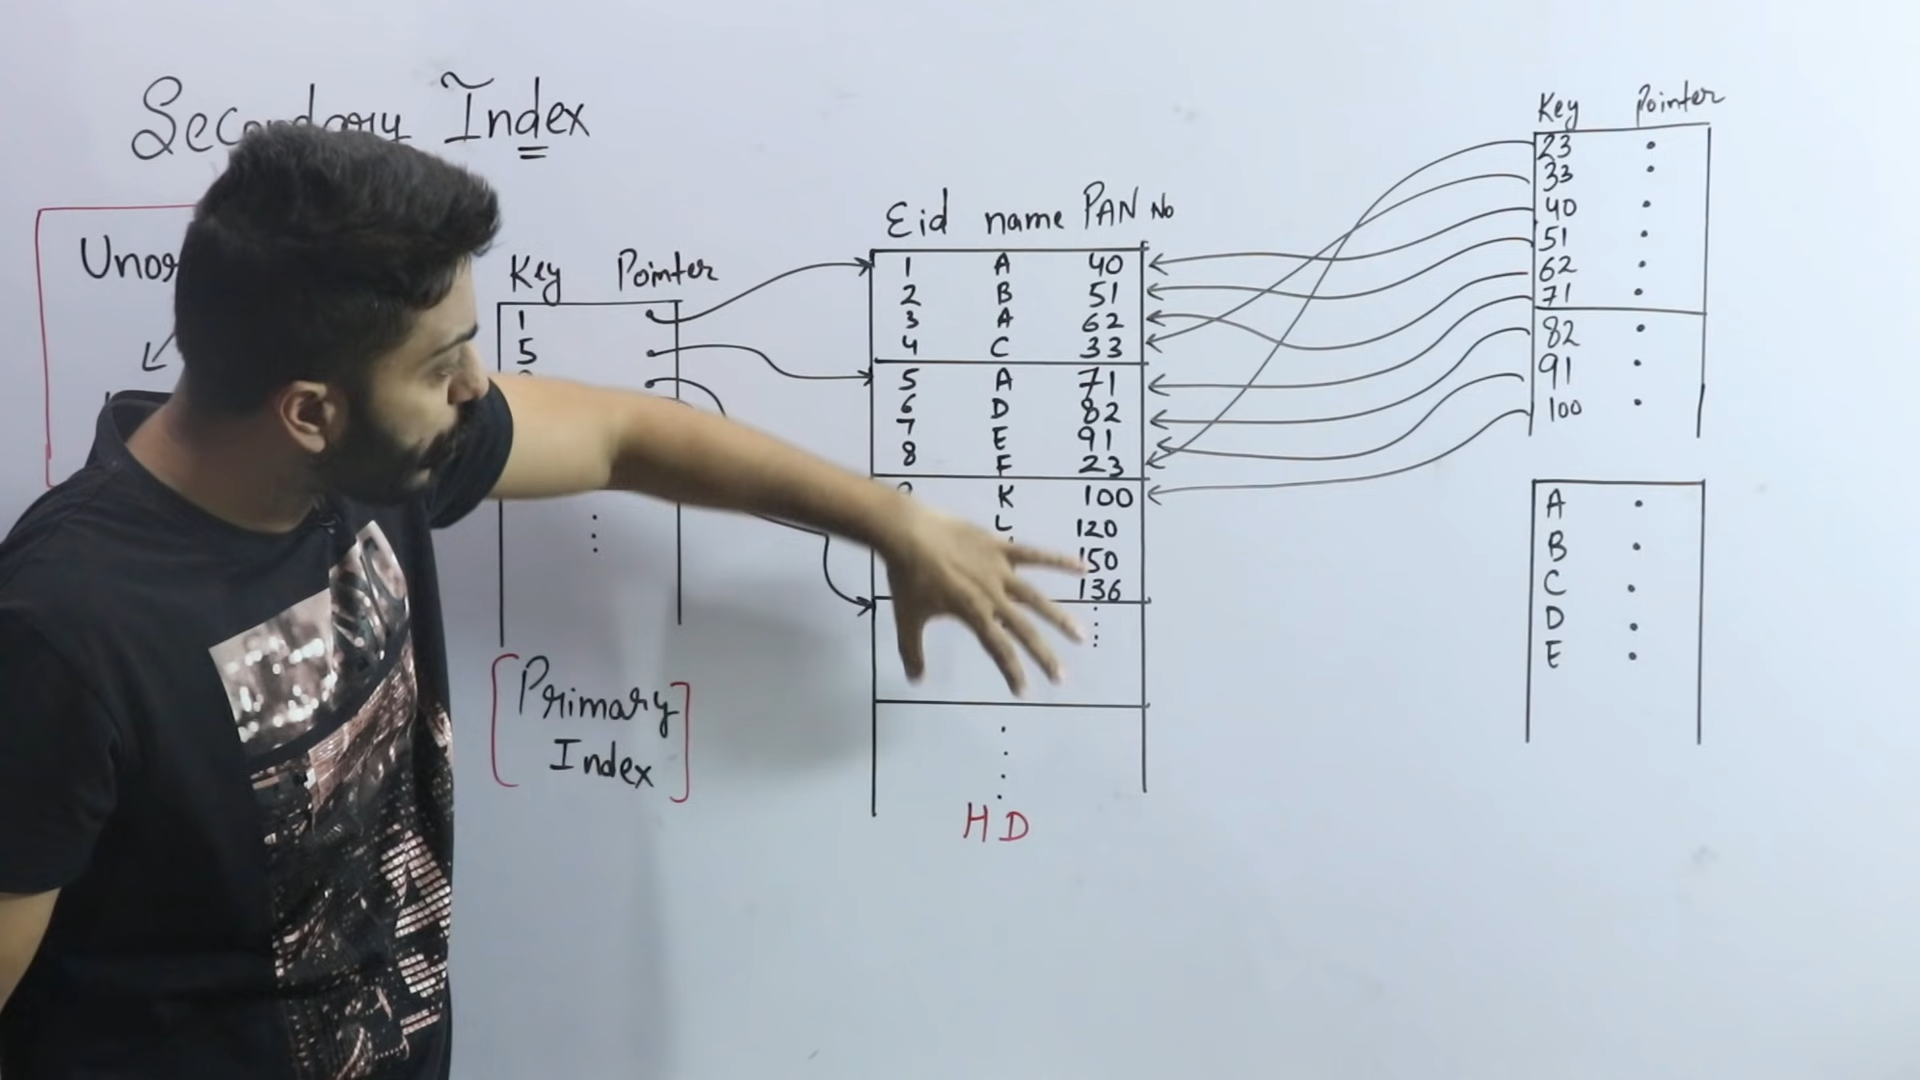 Secondary Index
Unor
Key Pointer
1
5
Primary
Index
Eid name PAN No
1 A 40
2 B 51
3 A 62
4 C 33
5 A 71
6 D 82
7 E 91
8 F 23
K 100
L 120
150
136
HD
Key Pointer
23
33
40
51
62
71
82
91
100
A
B
C
D
E